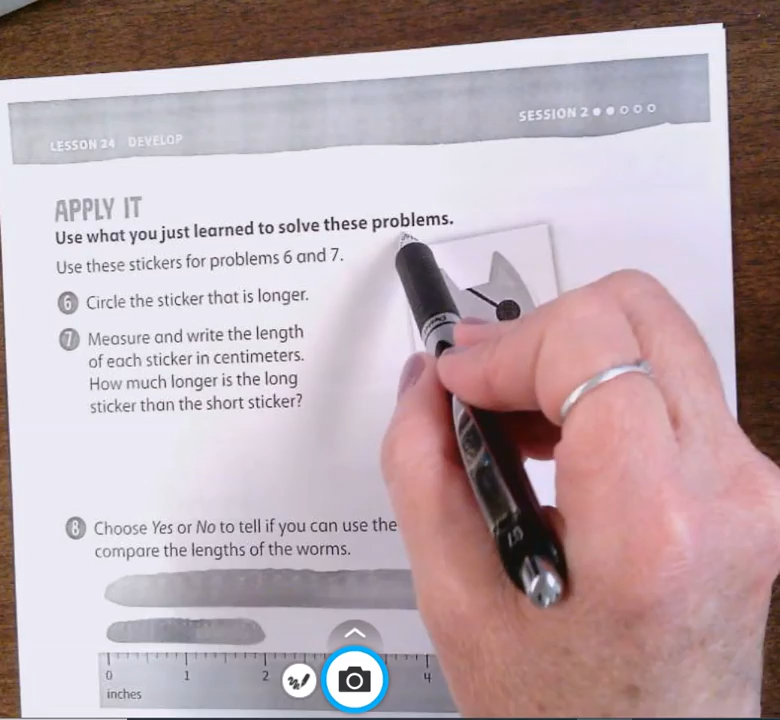 LESSON 24 DEVELOP
SESSION 2
APPLY IT
Use what you just learned to solve these problems.
Use these stickers for problems 6 and 7.
6 Circle the sticker that is longer.
7 Measure and write the length
of each sticker in centimeters.
How much longer is the long
sticker than the short sticker?
8 Choose Yes or No to tell if you can use the
compare the lengths of the worms.
0 1 2 4
inches